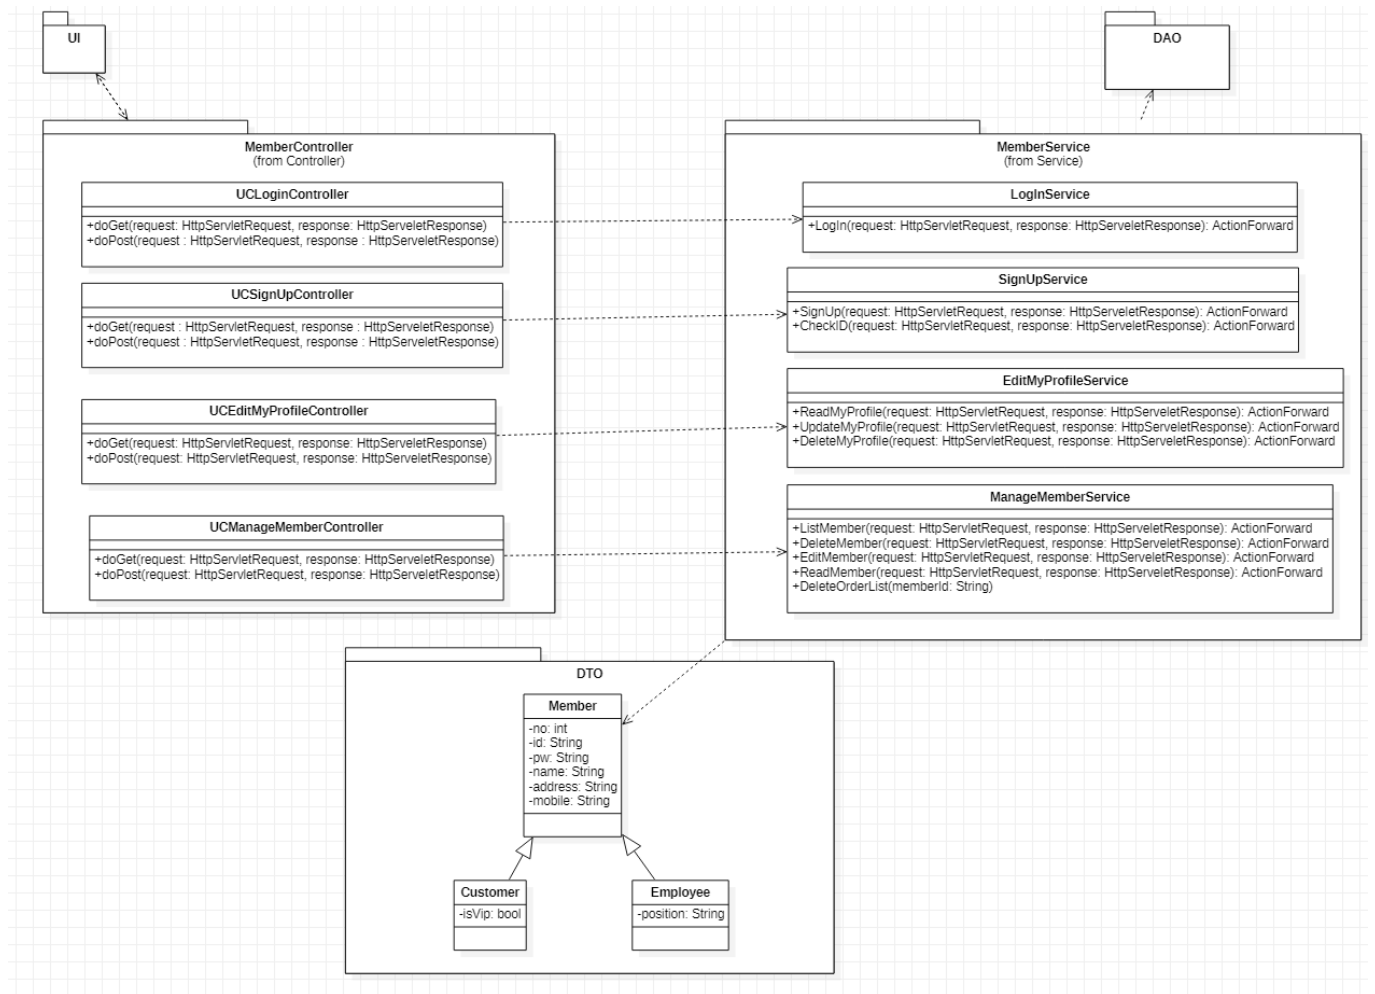 UI
DAO
MemberController
(from Controller)
UCLoginController
+doGet(request: HttpServletRequest, response: HttpServeletResponse)
+doPost(request : HttpServletRequest, response : HttpServeletResponse)
UCSignUpController
+doGet(request : HttpServletRequest, response : HttpServeletResponse)
+doPost(request : HttpServletRequest, response : HttpServeletResponse)
UCEditMyProfileController
+doGet(request: HttpServletRequest, response: HttpServeletResponse)
+doPost(request: HttpServletRequest, response: HttpServeletResponse)
UCManageMemberController
+doGet(request: HttpServletRequest, response: HttpServeletResponse)
+doPost(request: HttpServletRequest, response: HttpServeletResponse)
MemberService
(from Service)
LogInService
+LogIn(request: HttpServletRequest, response: HttpServeletResponse): ActionForward
SignUpService
+SignUp(request: HttpServletRequest, response: HttpServeletResponse): ActionForward
+CheckID(request: HttpServletRequest, response: HttpServeletResponse): ActionForward
EditMyProfileService
+ReadMyProfile(request: HttpServletRequest, response: HttpServeletResponse): ActionForward
+UpdateMyProfile(request: HttpServletRequest, response: HttpServeletResponse): ActionForward
+DeleteMyProfile(request: HttpServletRequest, response: HttpServeletResponse): ActionForward
ManageMemberService
+ListMember(request: HttpServletRequest, response: HttpServeletResponse): ActionForward
+DeleteMember(request: HttpServletRequest, response: HttpServeletResponse): ActionForward
+EditMember(request: HttpServletRequest, response: HttpServeletResponse): ActionForward
+ReadMember(request: HttpServletRequest, response: HttpServeletResponse): ActionForward
+DeleteOrderList(memberId: String)
DTO
Member
-no: int
-id: String
-pw: String
-name: String
-address: String
-mobile: String
Customer
-isVip: bool
Employee
-position: String